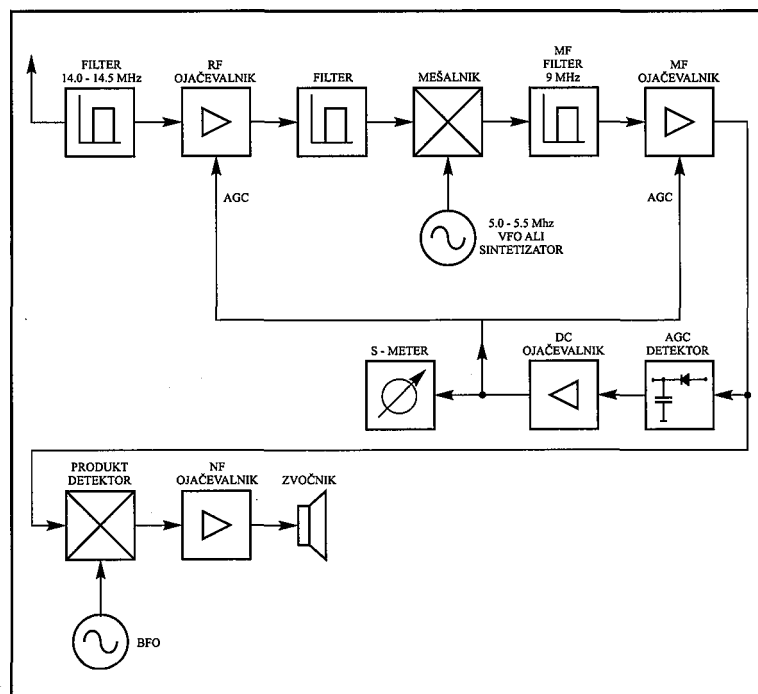 FILTER
14.0 - 14.5 MHz
RF
OJAČEVALNIK
FILTER
MEŠALNIK
MF
FILTER
9 MHz
MF
OJAČEVALNIK
AGC
AGC
5.0 - 5.5 Mhz
VFO ALI
SINTETIZATOR
S - METER
DC
OJAČEVALNIK
AGC
DETEKTOR
PRODUKT
DETEKTOR
NF
OJAČEVALNIK
ZVOČNIK
BFO